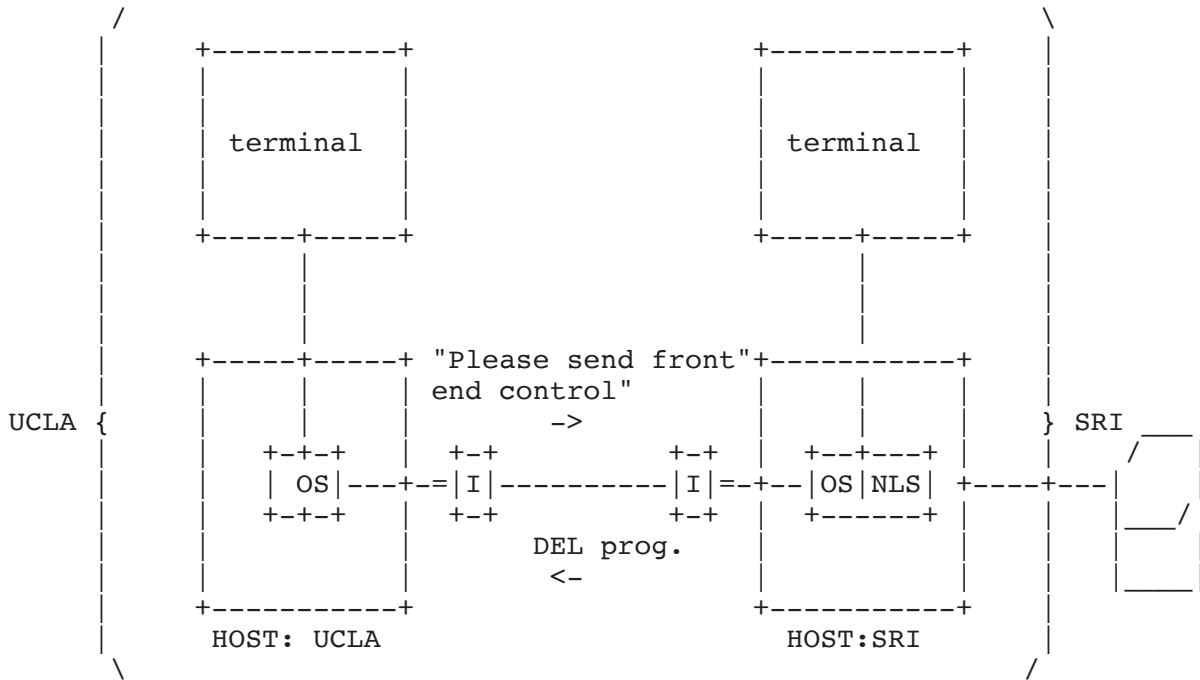 terminal terminal
"Please send front"
end control"
UCLA { -> } SRI
OS I I OS NLS
DEL prog.
<-
HOST: UCLA HOST:SRI